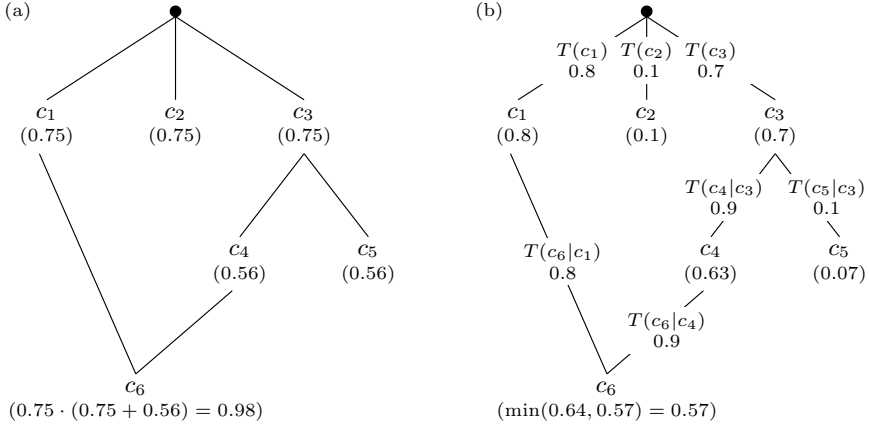 (a)
c1 c2 c3
(0.75) (0.75) (0.75)
c4 c5
(0.56) (0.56)
c6
(0.75 · (0.75 + 0.56) = 0.98)
(b)
T(c1) T(c2) T(c3)
0.8 0.1 0.7
c1 c2 c3
(0.8) (0.1) (0.7)
T(c4|c3) T(c5|c3)
0.9 0.1
T(c6|c1) c4 c5
0.8 (0.63) (0.07)
T(c6|c4)
0.9
c6
(min(0.64, 0.57) = 0.57)